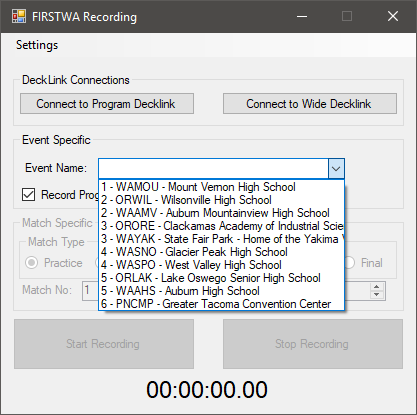 FIRSTWA Recording
Settings
DeckLink Connections
Connect to Program Decklink
Connect to Wide Decklink
Event Specific
Event Name:
Record Prog
1 - WAMOU - Mount Vernon High School
2 - ORWIL - Wilsonville High School
2 - WAAMV - Auburn Mountainview High School
3 - ORORE - Clackamas Academy of Industrial Scie
3 - WAYAK - State Fair Park - Home of the Yakima V
4 - WASNO - Glacier Peak High School
4 - WASPO - West Valley High School
5 - ORLAK - Lake Oswego Senior High School
5 - WAAHS - Auburn High School
6 - PNCMP - Greater Tacoma Convention Center
Match Specific
Match Type
Practice
Final
Match No: 1
Start Recording
Stop Recording
00:00:00.00